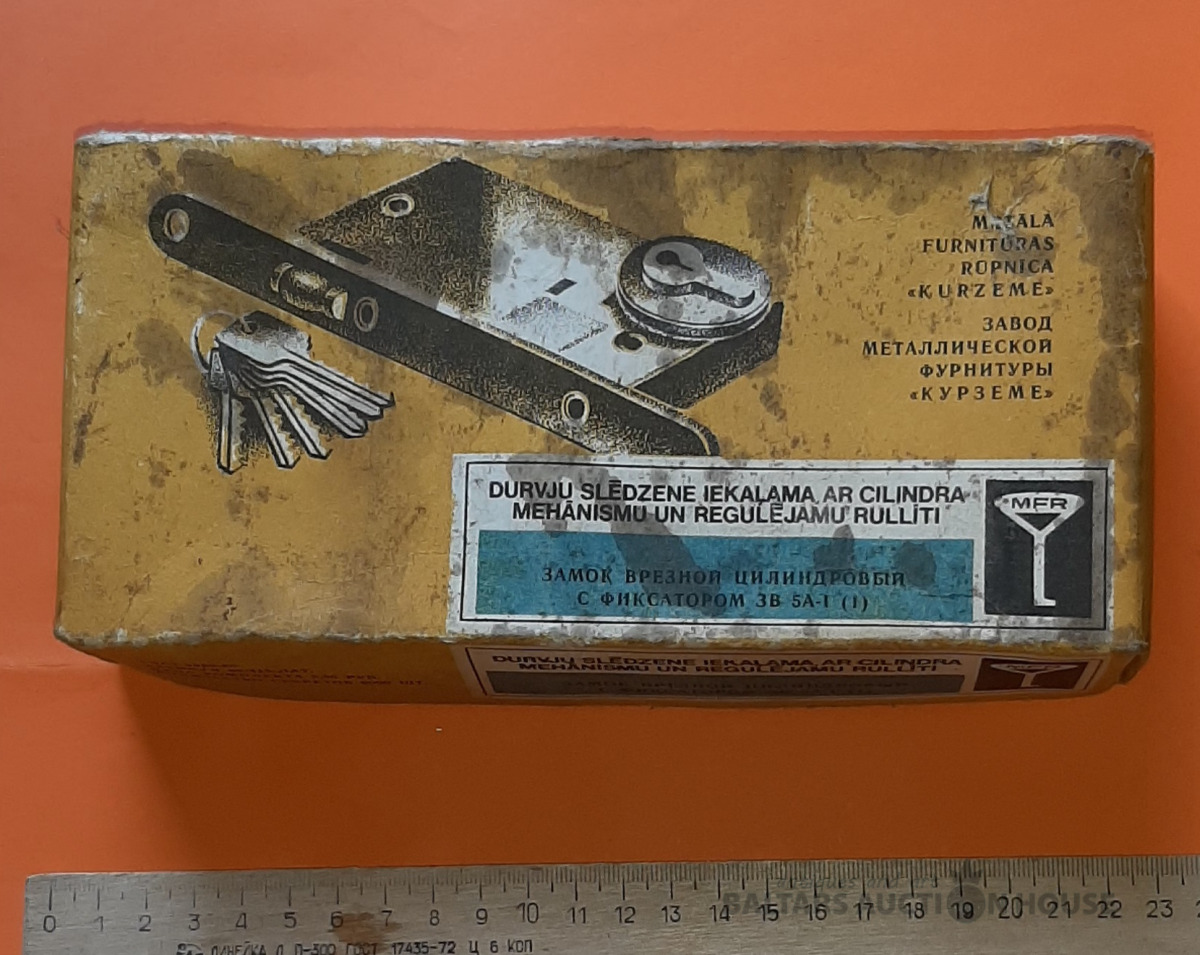 METALA
FURNITŪRAS
RŪPNĪCA
«KURZEME»
ЗАВОД
МЕТАЛЛИЧЕСКОЙ
ФУРНИТУРЫ
«КУРЗЕМЕ»
DURVJU SLĒDZENE IEKAĻAMA AR CILINDRA
MEHĀNISMU UN REGULĒJAMU RULLĪTI
MFR
ЗАМОК ВРЕЗНОЙ ЦИЛИНДРОВЫЙ
С ФИКСАТОРОМ ЗВ 5А-1 (1)
DURVJU SLĒDZENE IEKAĻAMA AR CILINDRA
MEHĀNISMU UN REGULĒJAMU RULLĪTI
BALTARS AUCTION HOUSE
0 1 2 3 4 5 6 7 8 9 10 11 12 13 14 15 16 17 18 19 20 21 22 23
ЛИНЕЙКА Л П-300 ГОСТ 17435-72 Ц 6 КОП